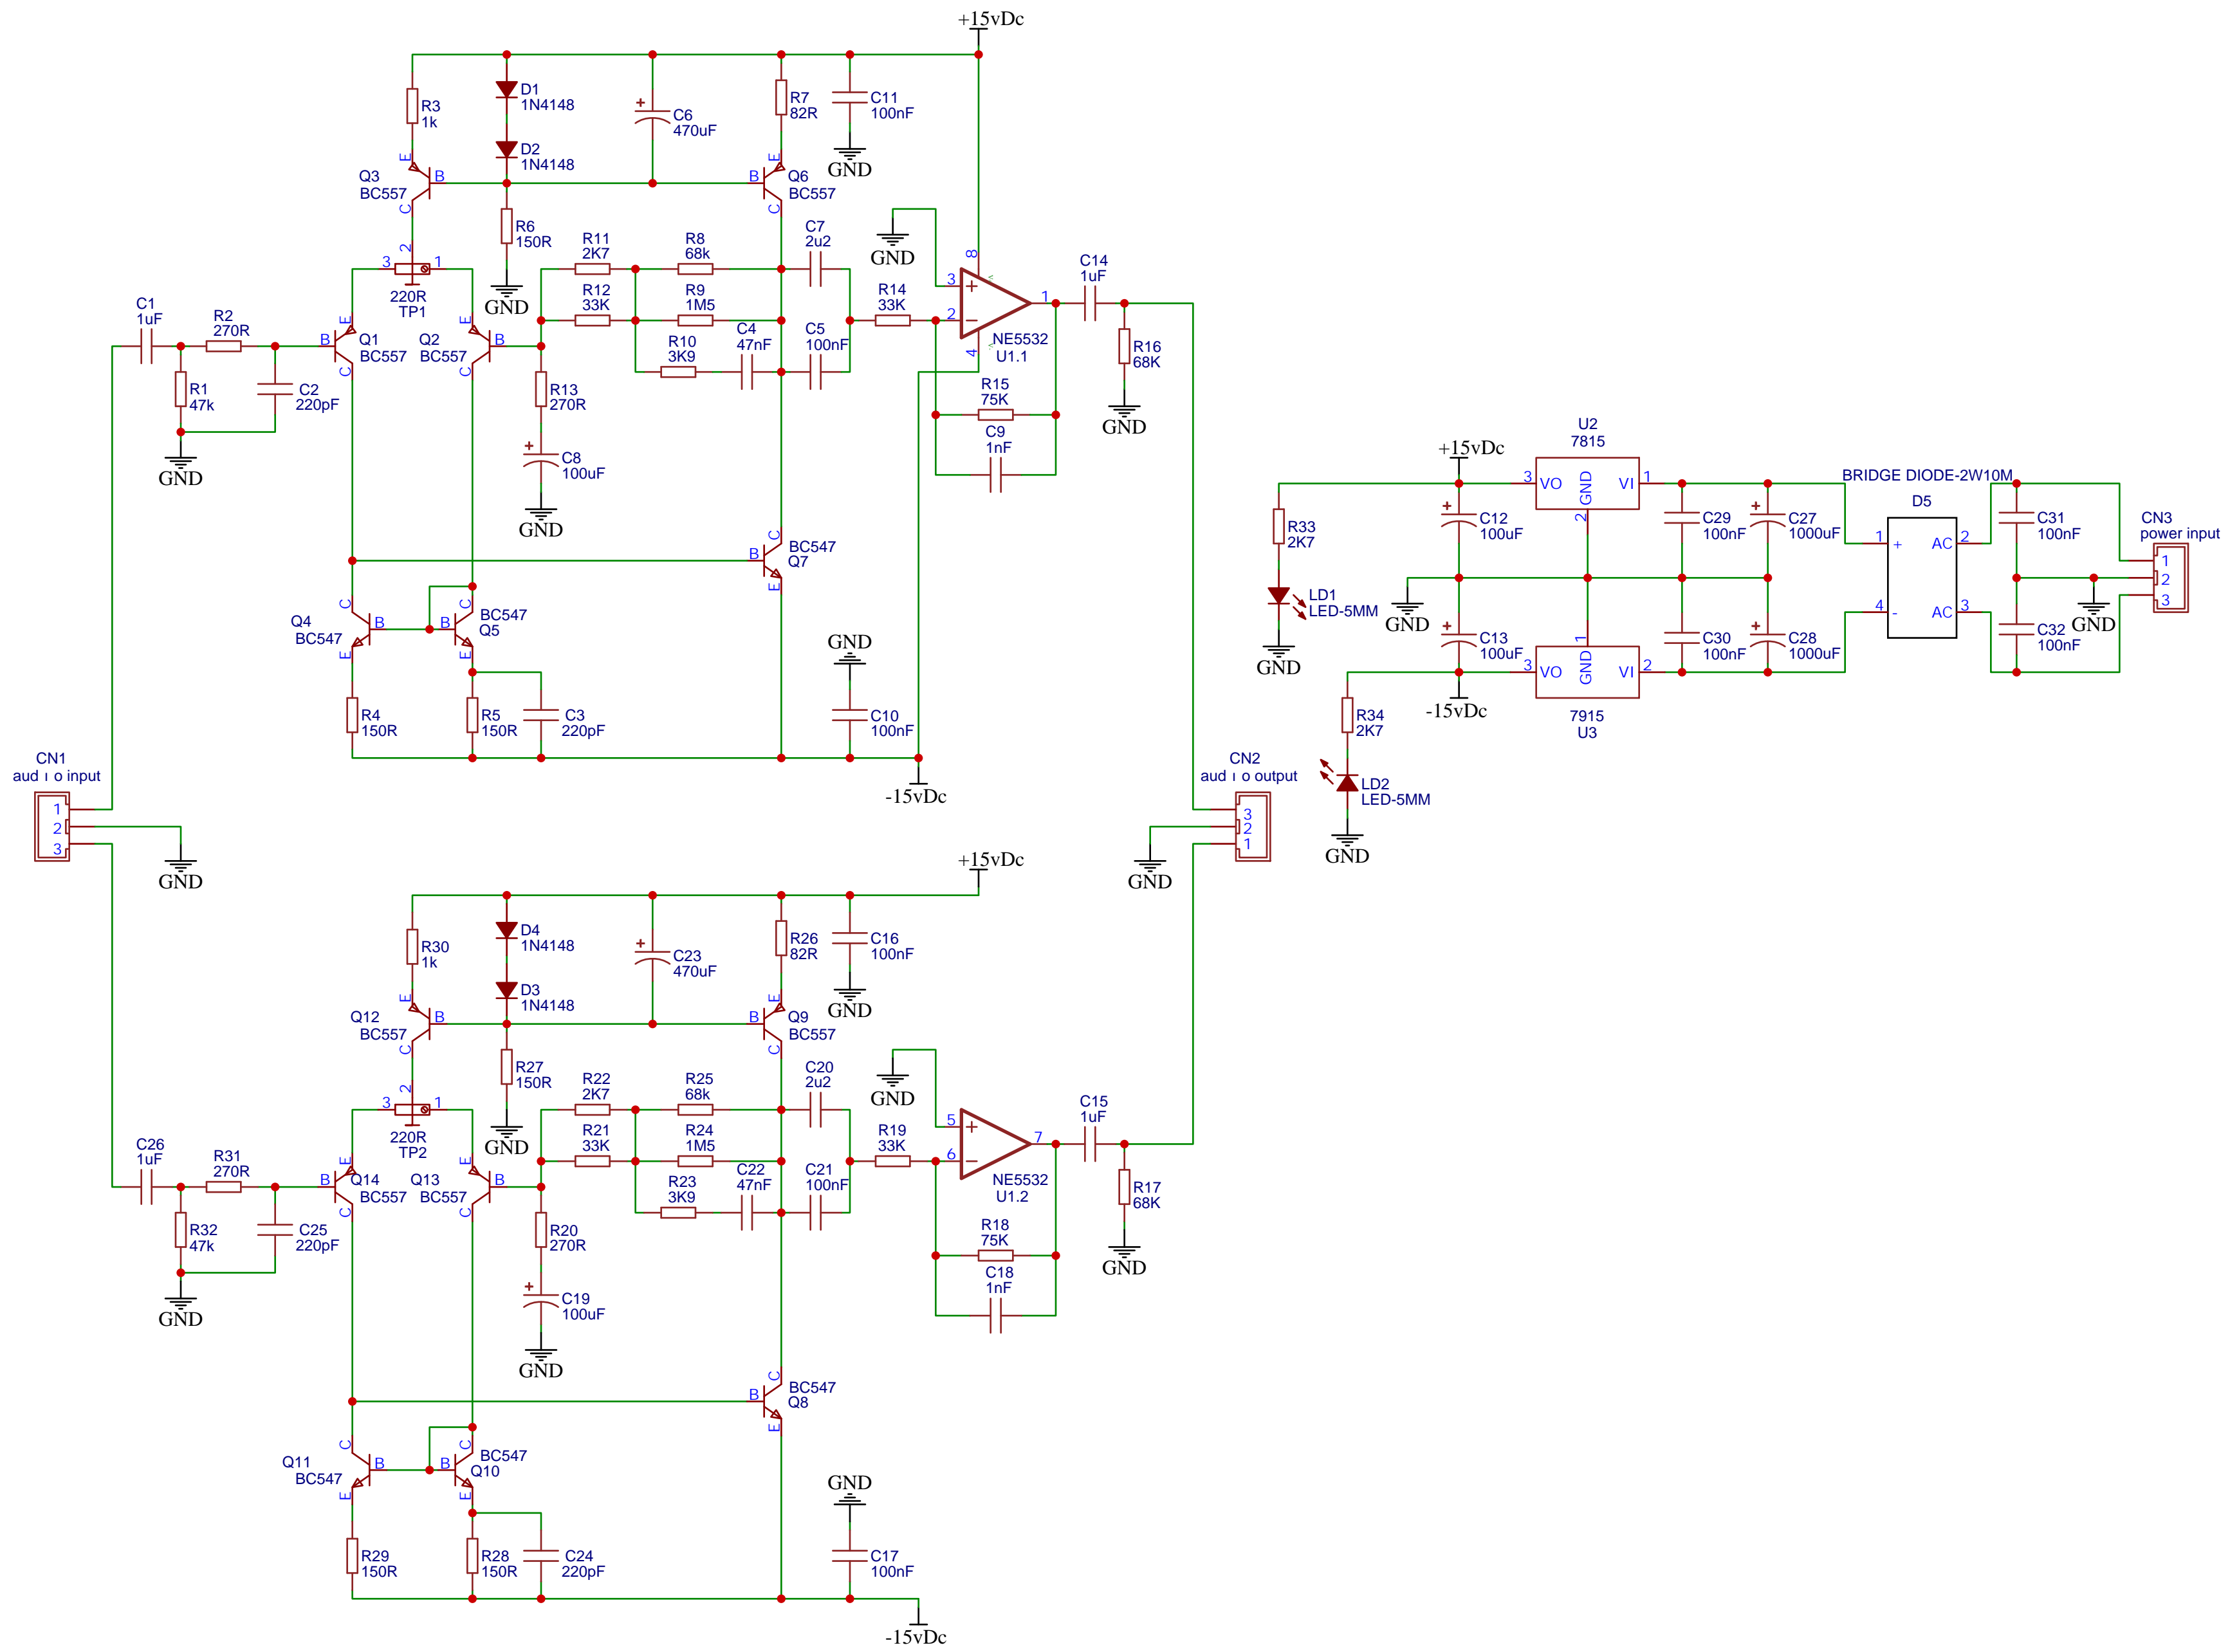 +15vDc
R3
1k
E
Q3
BC557
B
C
D1
1N4148
D2
1N4148
C6
470uF
R7
82R
C11
100nF
GND
E
B
Q6
BC557
C
R6
150R
GND
2
3
1
220R
TP1
R11
2K7
R8
68k
C7
2u2
R12
33K
R9
1M5
C4
47nF
C5
100nF
R10
3K9
R14
33K
GND
8
3
2
1
4
NE5532
U1.1
C14
1uF
R16
68K
GND
R15
75K
C9
1nF
C1
1uF
R2
270R
R1
47k
C2
220pF
GND
E
B
Q1
BC557
C
E
Q2
BC557
B
C
R13
270R
C8
100uF
GND
C
B
BC547
Q7
E
C
Q4
BC547
B
E
C
B
BC547
Q5
E
R4
150R
R5
150R
C3
220pF
GND
C10
100nF
-15vDc
CN1
aud ı o input
1
2
3
GND
CN2
aud ı o output
3
2
1
GND
+15vDc
U2
7815
3
VO
GND
VI
1
2
R33
2K7
LD1
LED-5MM
GND
C12
100uF
GND
C13
100uF
-15vDc
1
3
VO
GND
VI
2
7915
U3
R34
2K7
LD2
LED-5MM
GND
C29
100nF
C27
1000uF
C30
100nF
C28
1000uF
BRIDGE DIODE-2W10M
D5
1
+
AC
2
4
-
AC
3
C31
100nF
C32
100nF
GND
CN3
power input
1
2
3
+15vDc
R30
1k
E
Q12
BC557
B
C
D4
1N4148
D3
1N4148
C23
470uF
R26
82R
C16
100nF
GND
E
B
Q9
BC557
C
R27
150R
GND
2
3
1
220R
TP2
R22
2K7
R25
68k
C20
2u2
R21
33K
R24
1M5
C22
47nF
C21
100nF
R23
3K9
R19
33K
GND
5
6
7
NE5532
U1.2
C15
1uF
R17
68K
GND
R18
75K
C18
1nF
C26
1uF
R31
270R
R32
47k
C25
220pF
GND
E
B
Q14
BC557
C
E
Q13
BC557
B
C
R20
270R
C19
100uF
GND
C
B
BC547
Q8
E
C
Q11
BC547
B
E
C
B
BC547
Q10
E
R29
150R
R28
150R
C24
220pF
GND
C17
100nF
-15vDc